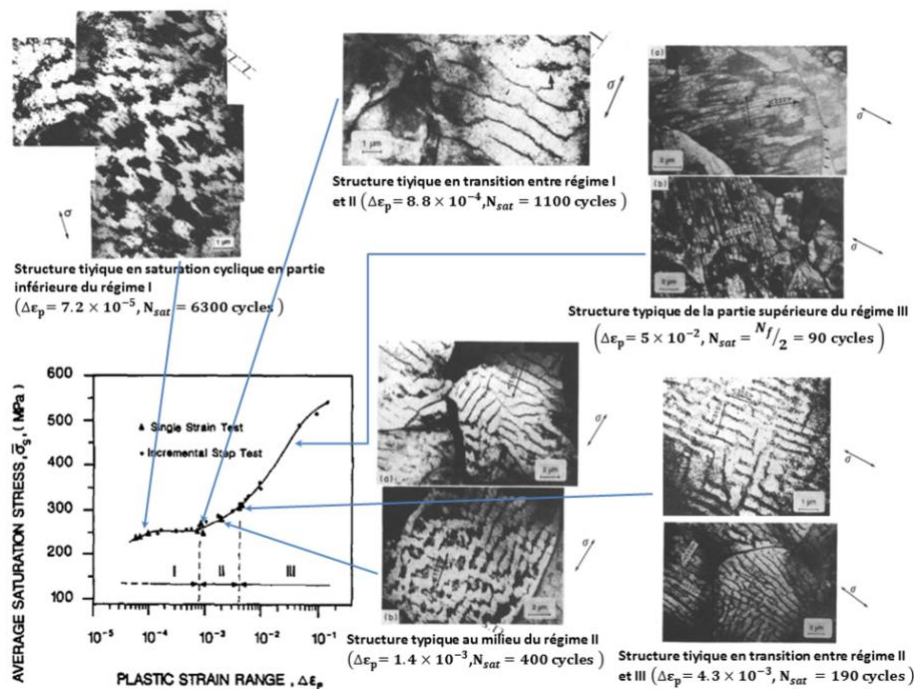 σ
1 μm
Structure tiyique en saturation cyclique en partie
inférieure du régime I
(Δεₚ = 7.2 × 10⁻⁵, Nₛₐₜ = 6300 cycles )
1 μm
σ
Structure tiyique en transition entre régime I
et II (Δεₚ = 8.8 × 10⁻⁴,Nₛₐₜ = 1100 cycles )
(a)
σ
(b)
σ
Structure typique de la partie supérieure du régime III
(Δεₚ = 5 × 10⁻², Nₛₐₜ = Nf/2 = 90 cycles )
AVERAGE SATURATION STRESS, σ̅ₛ, (MPa)
600
500
400
300
200
100
▲ Single Strain Test
• Incremental Step Test
I
II
III
10⁻⁵
10⁻⁴
10⁻³
10⁻²
10⁻¹
PLASTIC STRAIN RANGE , Δεₚ
(a)
σ
(b)
σ
Structure typique au milieu du régime II
(Δεₚ = 1.4 × 10⁻³,Nₛₐₜ = 400 cycles )
1 μm
σ
σ
Structure tiyique en transition entre régime II
et III (Δεₚ = 4.3 × 10⁻³, Nₛₐₜ = 190 cycles )